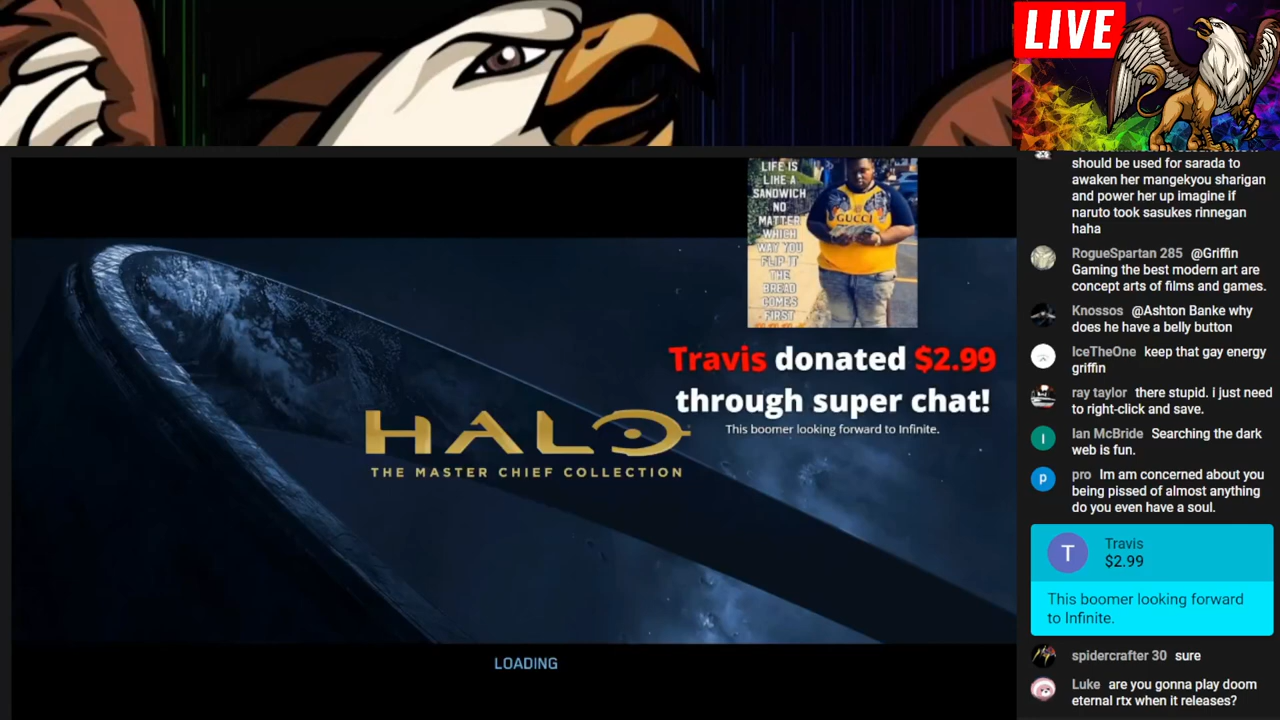 LIVE
should be used for sarada to
awaken her mangekyou sharigan
and power her up imagine if
naruto took sasukes rinnegan
haha
RogueSpartan 285 @Griffin
Gaming the best modern art are
concept arts of films and games.
Knossos @Ashton Banke why
does he have a belly button
IceTheOne keep that gay energy
griffin
ray taylor there stupid. i just need
to right-click and save.
I
Ian McBride Searching the dark
web is fun.
p
pro Im am concerned about you
being pissed of almost anything
do you even have a soul.
T
Travis
$2.99
This boomer looking forward
to Infinite.
spidercrafter 30 sure
Luke are you gonna play doom
eternal rtx when it releases?
LIFE IS
LIKE A
SANDWICH
NO
MATTER
WHICH
WAY YOU
FLIP IT
THE
BREAD
COMES
FIRST
GUCCI
Travis donated $2.99
through super chat!
This boomer looking forward to Infinite.
HALO
THE MASTER CHIEF COLLECTION
LOADING